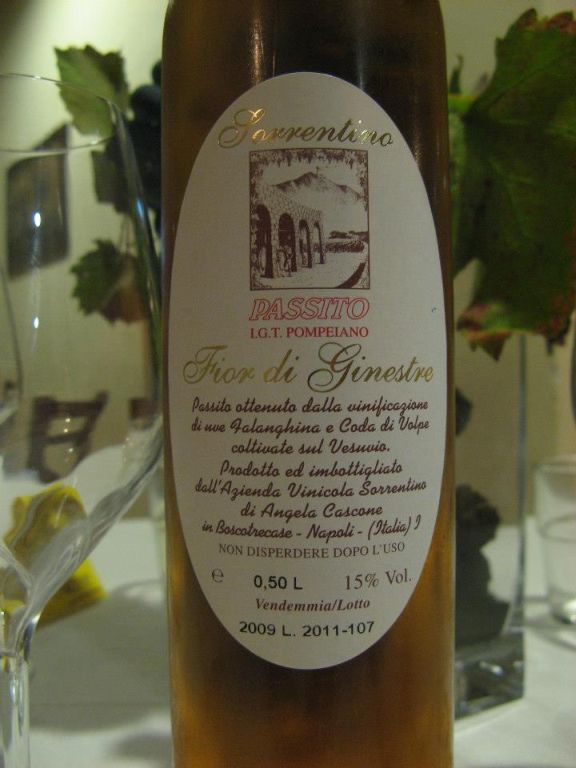 Sorrentino
PASSITO
I.G.T. POMPEIANO
Fior di Ginestre
Passito ottenuto dalla vinificazione
di uve Falanghina e Coda di Volpe
coltivate sul Vesuvio.
Prodotto ed imbottigliato
dall'Azienda Vinicola Sorrentino
di Angela Cascone
in Boscotrecase - Napoli - (Italia) I
NON DISPERDERE DOPO L'USO
e 0,50 L 15% Vol.
Vendemmia/Lotto
2009 L. 2011-107